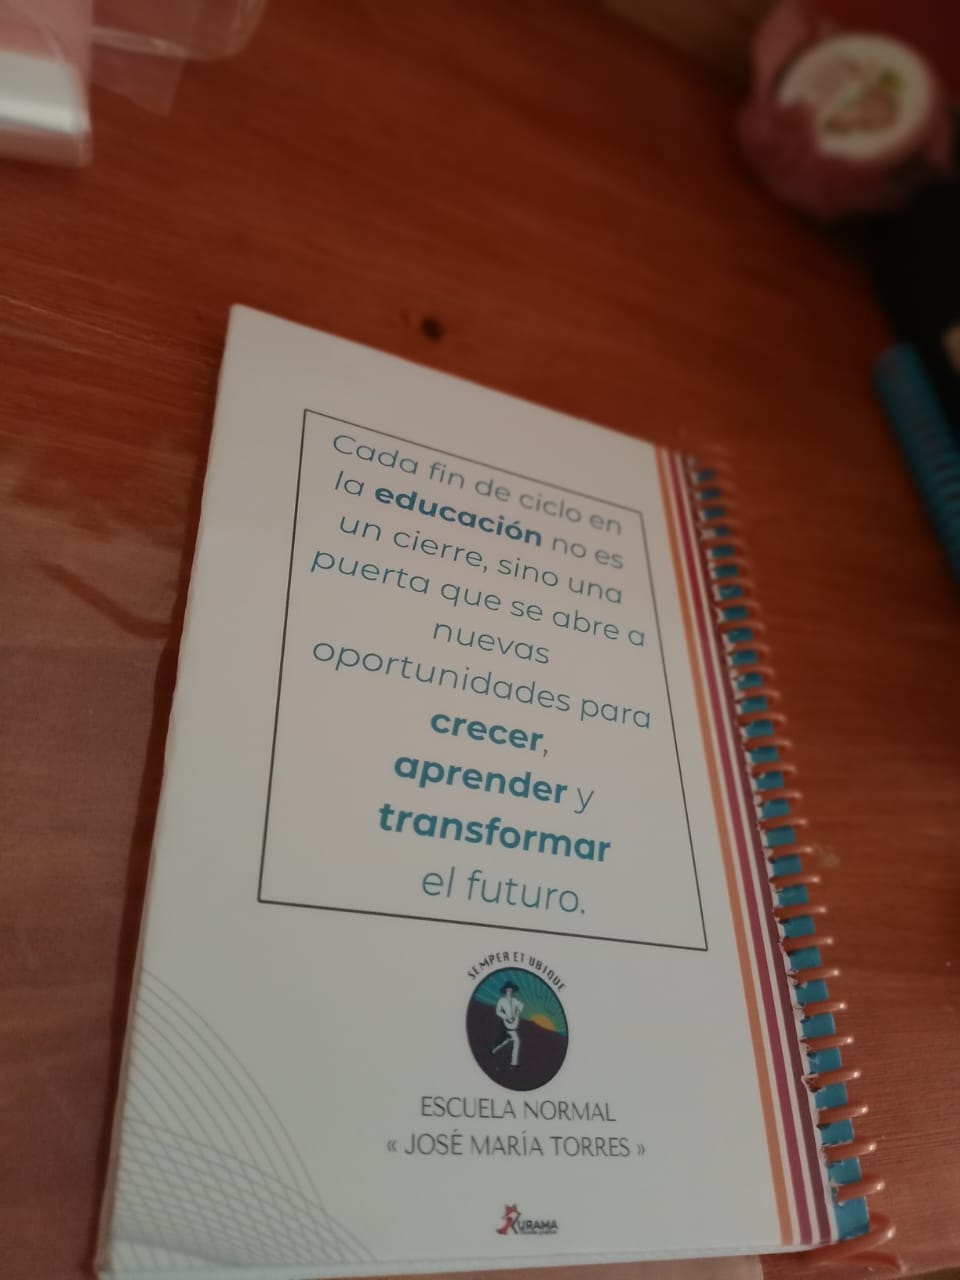 Cada fin de ciclo en
la educación no es
un cierre, sino una
puerta que se abre a
nuevas
oportunidades para
crecer,
aprender y
transformar
el futuro.
SEMPER ET UBIQUE
ESCUELA NORMAL
« JOSÉ MARÍA TORRES »
KURAMA